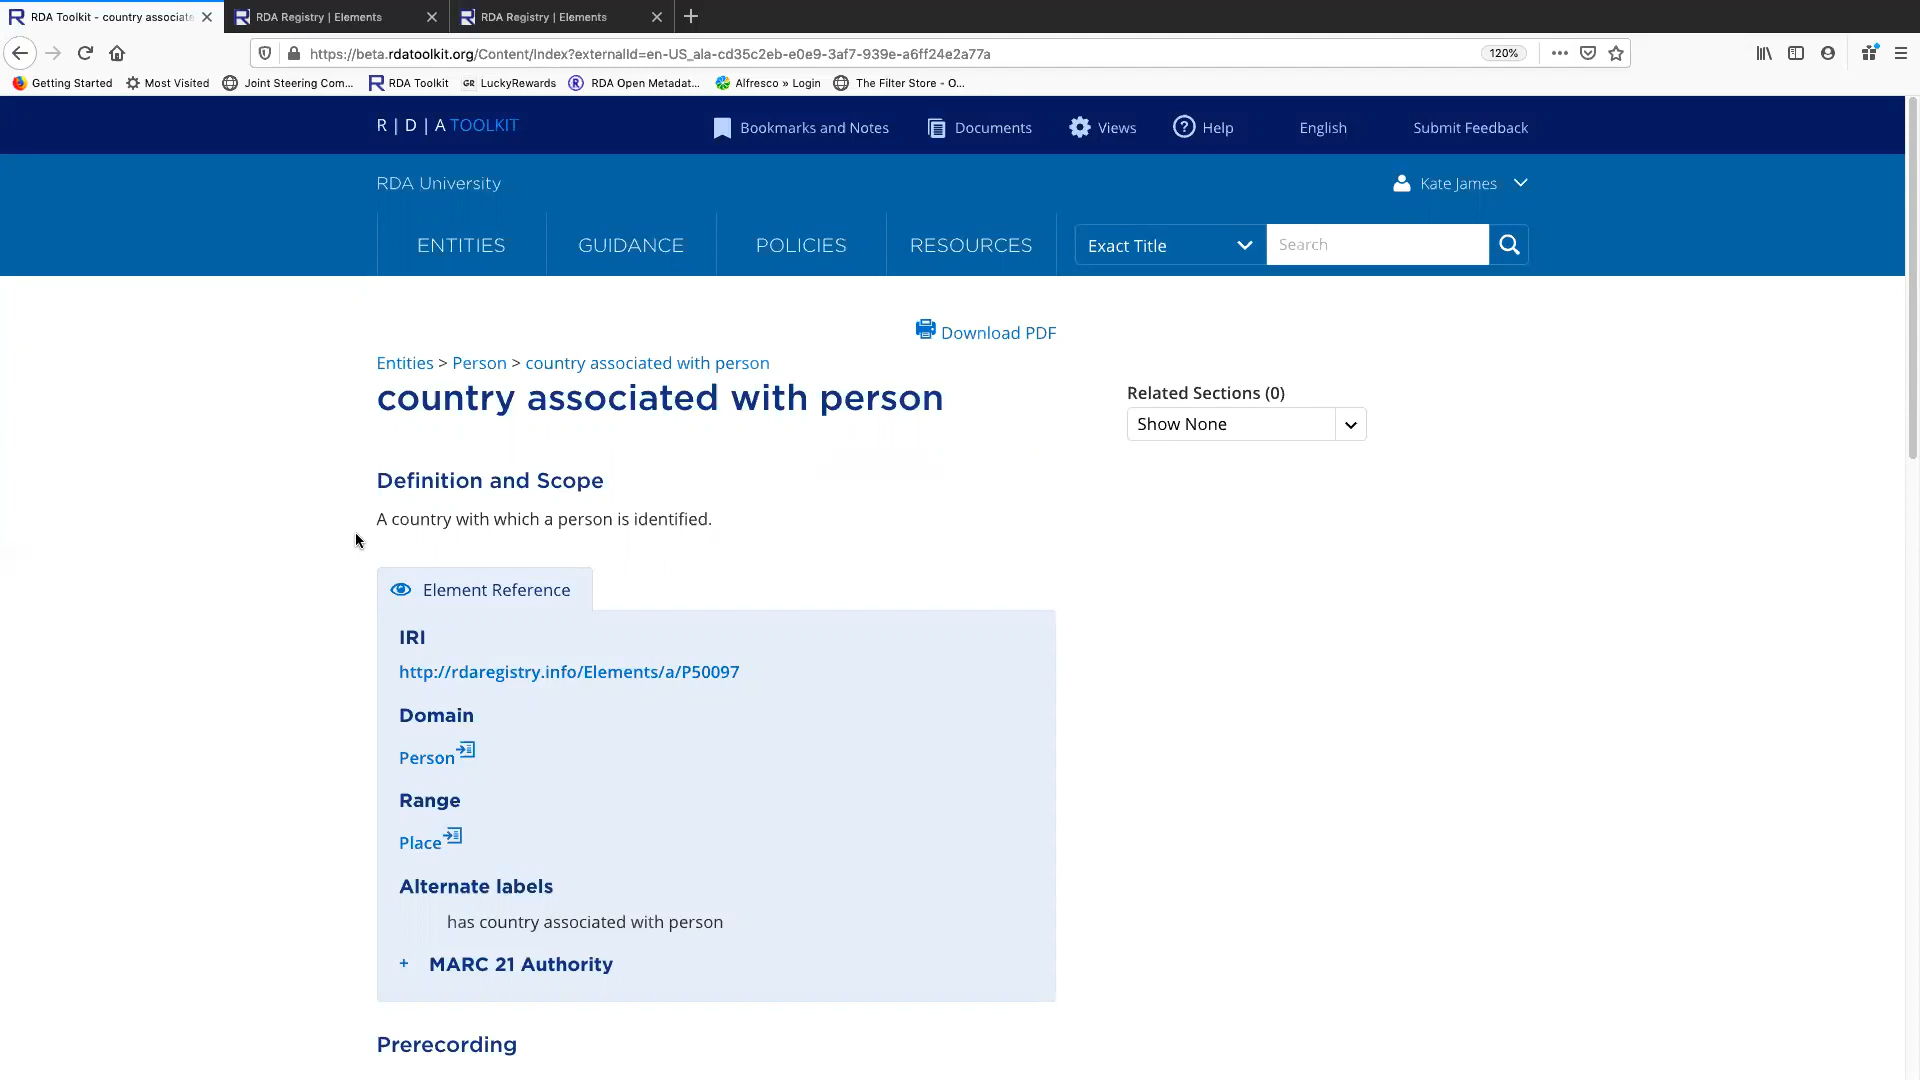 RDA Toolkit - country associate
RDA Registry | Elements
RDA Registry | Elements
https://beta.rdatoolkit.org/Content/Index?externalId=en-US_ala-cd35c2eb-e0e9-3af7-939e-a6ff24e2a77a
120%
Getting Started
Most Visited
Joint Steering Com...
RDA Toolkit
GR LuckyRewards
RDA Open Metadat...
Alfresco » Login
The Filter Store - O...
R | D | A TOOLKIT
Bookmarks and Notes
Documents
Views
Help
English
Submit Feedback
RDA University
Kate James
ENTITIES
GUIDANCE
POLICIES
RESOURCES
Exact Title
Search
Download PDF
Entities > Person > country associated with person
country associated with person
Related Sections (0)
Show None
Definition and Scope
A country with which a person is identified.
Element Reference
IRI
http://rdaregistry.info/Elements/a/P50097
Domain
Person
Range
Place
Alternate labels
has country associated with person
+ MARC 21 Authority
Prerecording